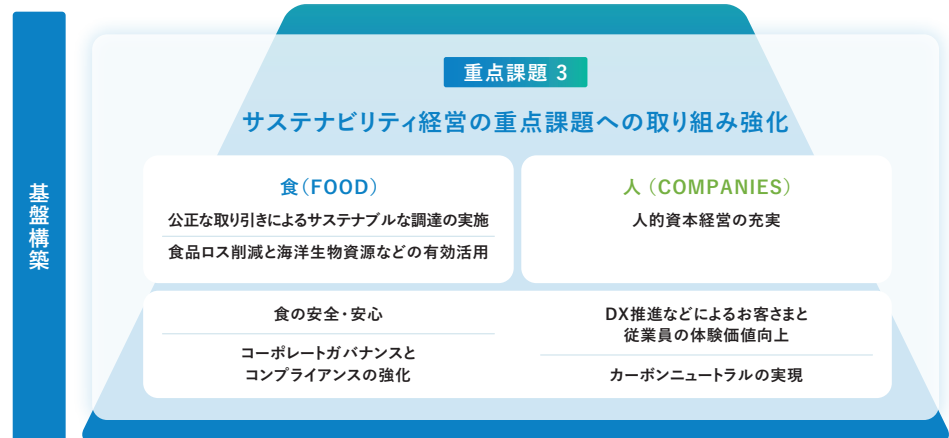 基盤構築
重点課題 3
サステナビリティ経営の重点課題への取り組み強化
食（FOOD）
公正な取り引きによるサステナブルな調達の実施
食品ロス削減と海洋生物資源などの有効活用
人（COMPANIES）
人的資本経営の充実
食の安全・安心
コーポレートガバナンスと
コンプライアンスの強化
DX推進などによるお客さまと
従業員の体験価値向上
カーボンニュートラルの実現